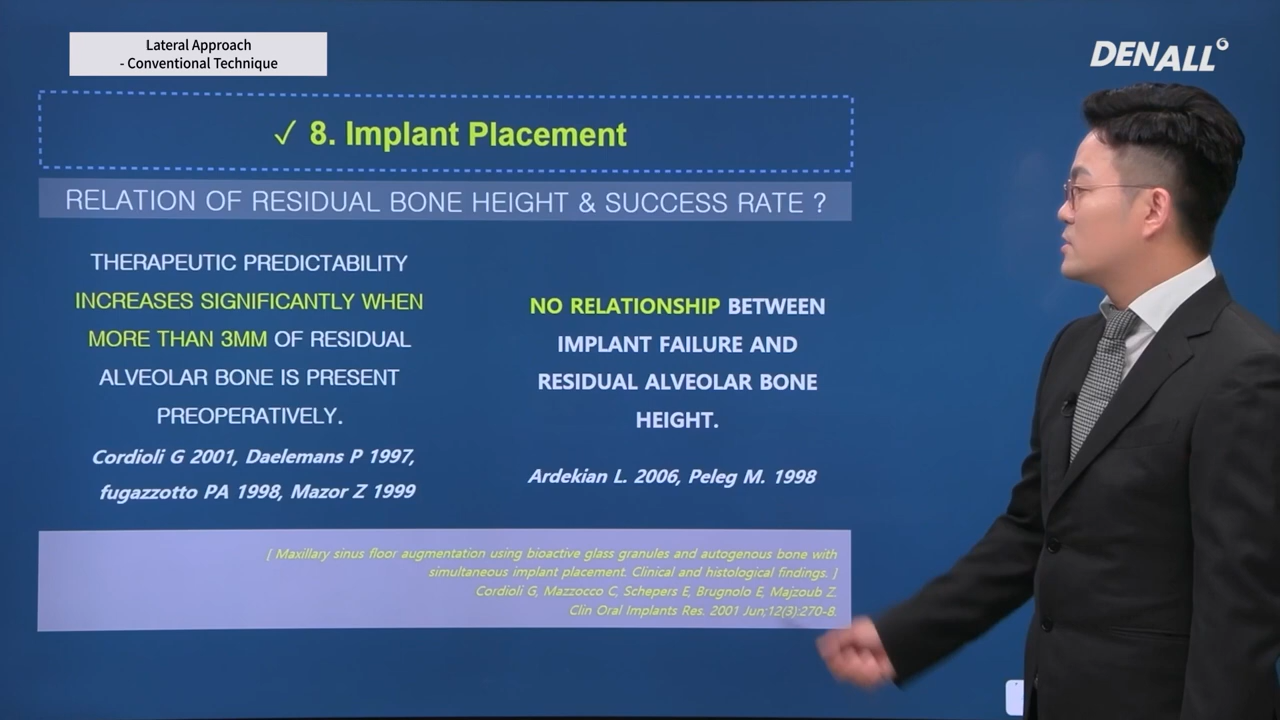 Lateral Approach
- Conventional Technique
DENALL
✓ 8. Implant Placement
RELATION OF RESIDUAL BONE HEIGHT & SUCCESS RATE ?
THERAPEUTIC PREDICTABILITY
INCREASES SIGNIFICANTLY WHEN
MORE THAN 3MM OF RESIDUAL
ALVEOLAR BONE IS PRESENT
PREOPERATIVELY.
Cordioli G 2001, Daelemans P 1997,
fugazzotto PA 1998, Mazor Z 1999
NO RELATIONSHIP BETWEEN
IMPLANT FAILURE AND
RESIDUAL ALVEOLAR BONE
HEIGHT.
Ardekian L. 2006, Peleg M. 1998
[ Maxillary sinus floor augmentation using bioactive glass granules and autogenous bone with
simultaneous implant placement. Clinical and histological findings. ]
Cordioli G, Mazzocco C, Schepers E, Brugnolo E, Majzoub Z.
Clin Oral Implants Res. 2001 Jun;12(3):270-8.